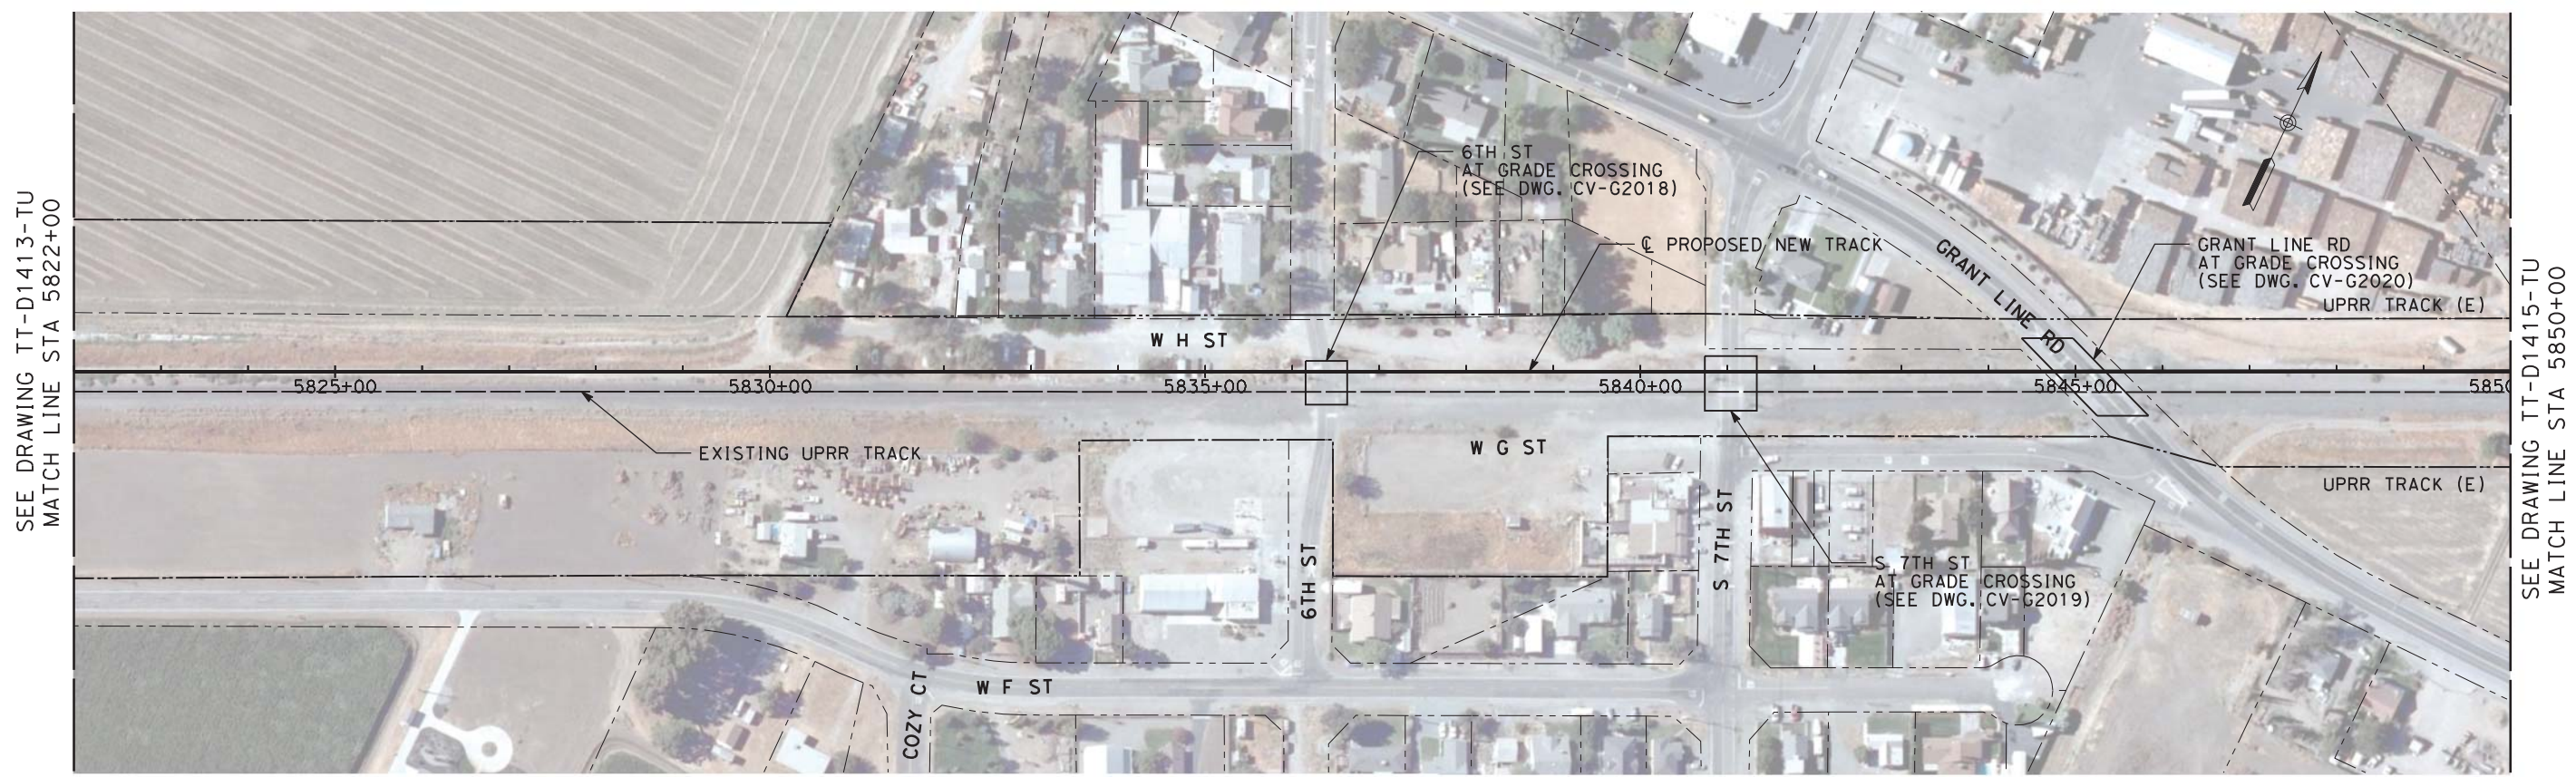 SEE DRAWING TT-D1413-TU
MATCH LINE STA 5822+00
6TH ST
AT GRADE CROSSING
(SEE DWG. CV-G2018)
℄ PROPOSED NEW TRACK
GRANT LINE RD
GRANT LINE RD
AT GRADE CROSSING
(SEE DWG. CV-G2020)
UPRR TRACK (E)
W H ST
5825+00
5830+00
5835+00
5840+00
5845+00
585
EXISTING UPRR TRACK
W G ST
UPRR TRACK (E)
6TH ST
S 7TH ST
S 7TH ST
AT GRADE CROSSING
(SEE DWG. CV-G2019)
COZY CT
W F ST
SEE DRAWING TT-D1415-TU
MATCH LINE STA 5850+00